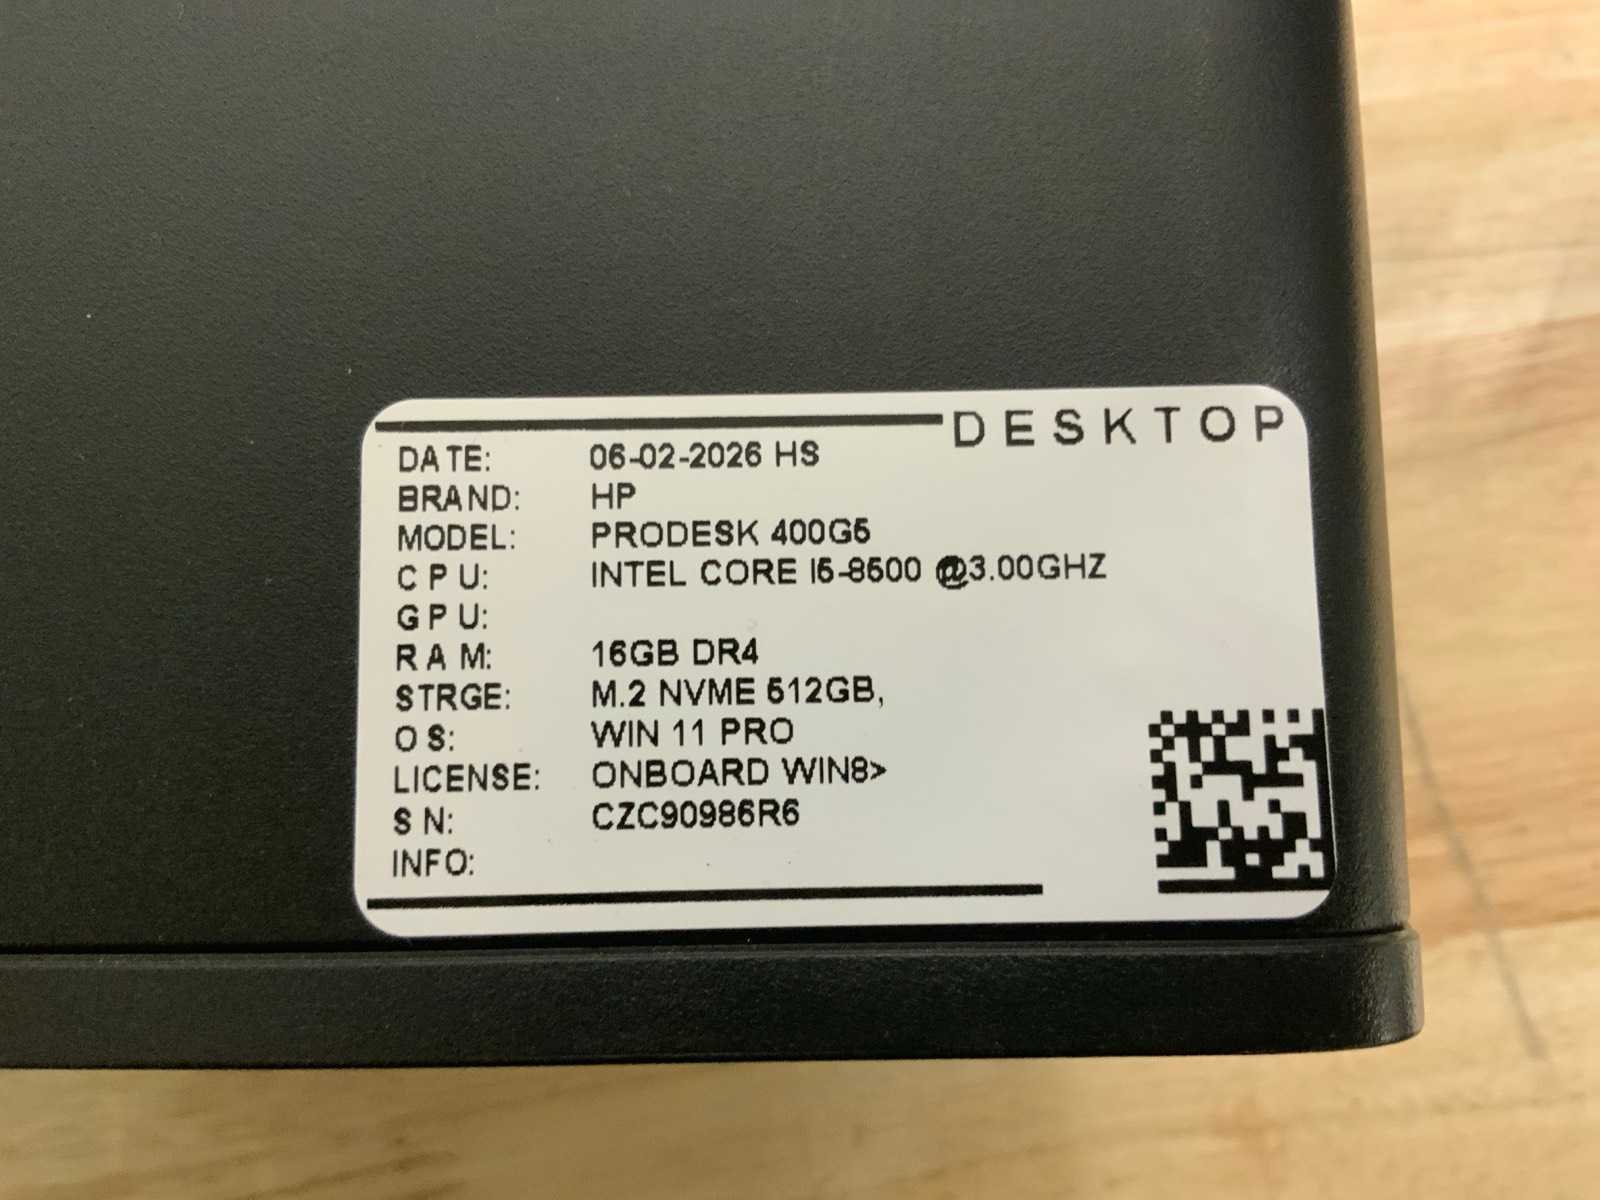 DESKTOP
DATE: 06-02-2026 HS
BRAND: HP
MODEL: PRODESK 400G5
CPU: INTEL CORE I5-8500 @3.00GHZ
GPU:
RAM: 16GB DR4
STRGE: M.2 NVME 512GB,
OS: WIN 11 PRO
LICENSE: ONBOARD WIN8>
SN: CZC90986R6
INFO: